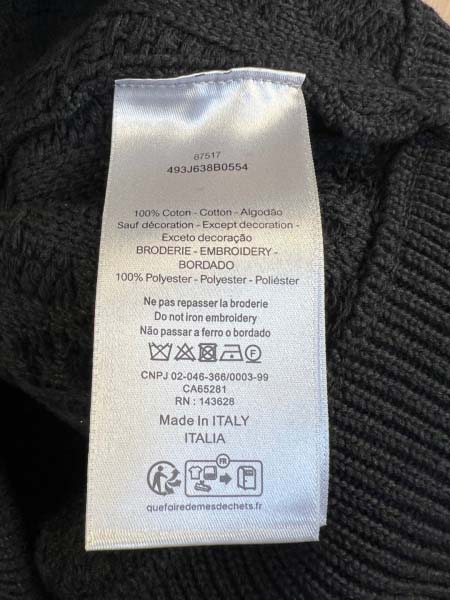 87517
493J638B0554
100% Coton - Cotton - Algodão
Sauf décoration - Except decoration -
Exceto decoração
BRODERIE - EMBROIDERY -
BORDADO
100% Polyester - Polyester - Poliéster
Ne pas repasser la broderie
Do not iron embroidery
Não passar a ferro o bordado
CNPJ 02-046-366/0003-99
CA65281
RN : 143628
Made In ITALY
ITALIA
FR
quefairedemesdechets.fr